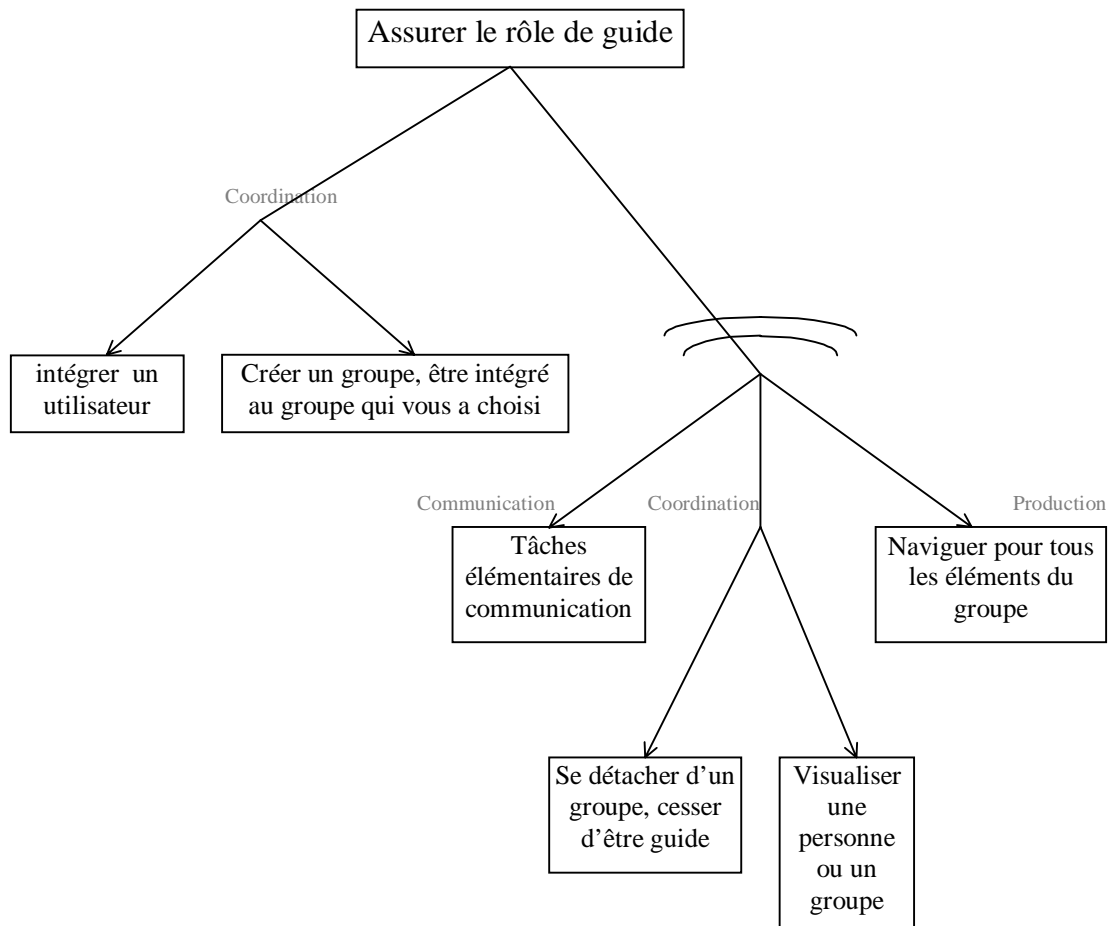 Assurer le rôle de guide
Coordination
intégrer un
utilisateur
Créer un groupe, être intégré
au groupe qui vous a choisi
Communication
Coordination
Production
Tâches
élémentaires de
communication
Naviguer pour tous
les éléments du
groupe
Se détacher d’un
groupe, cesser
d’être guide
Visualiser
une
personne
ou un
groupe